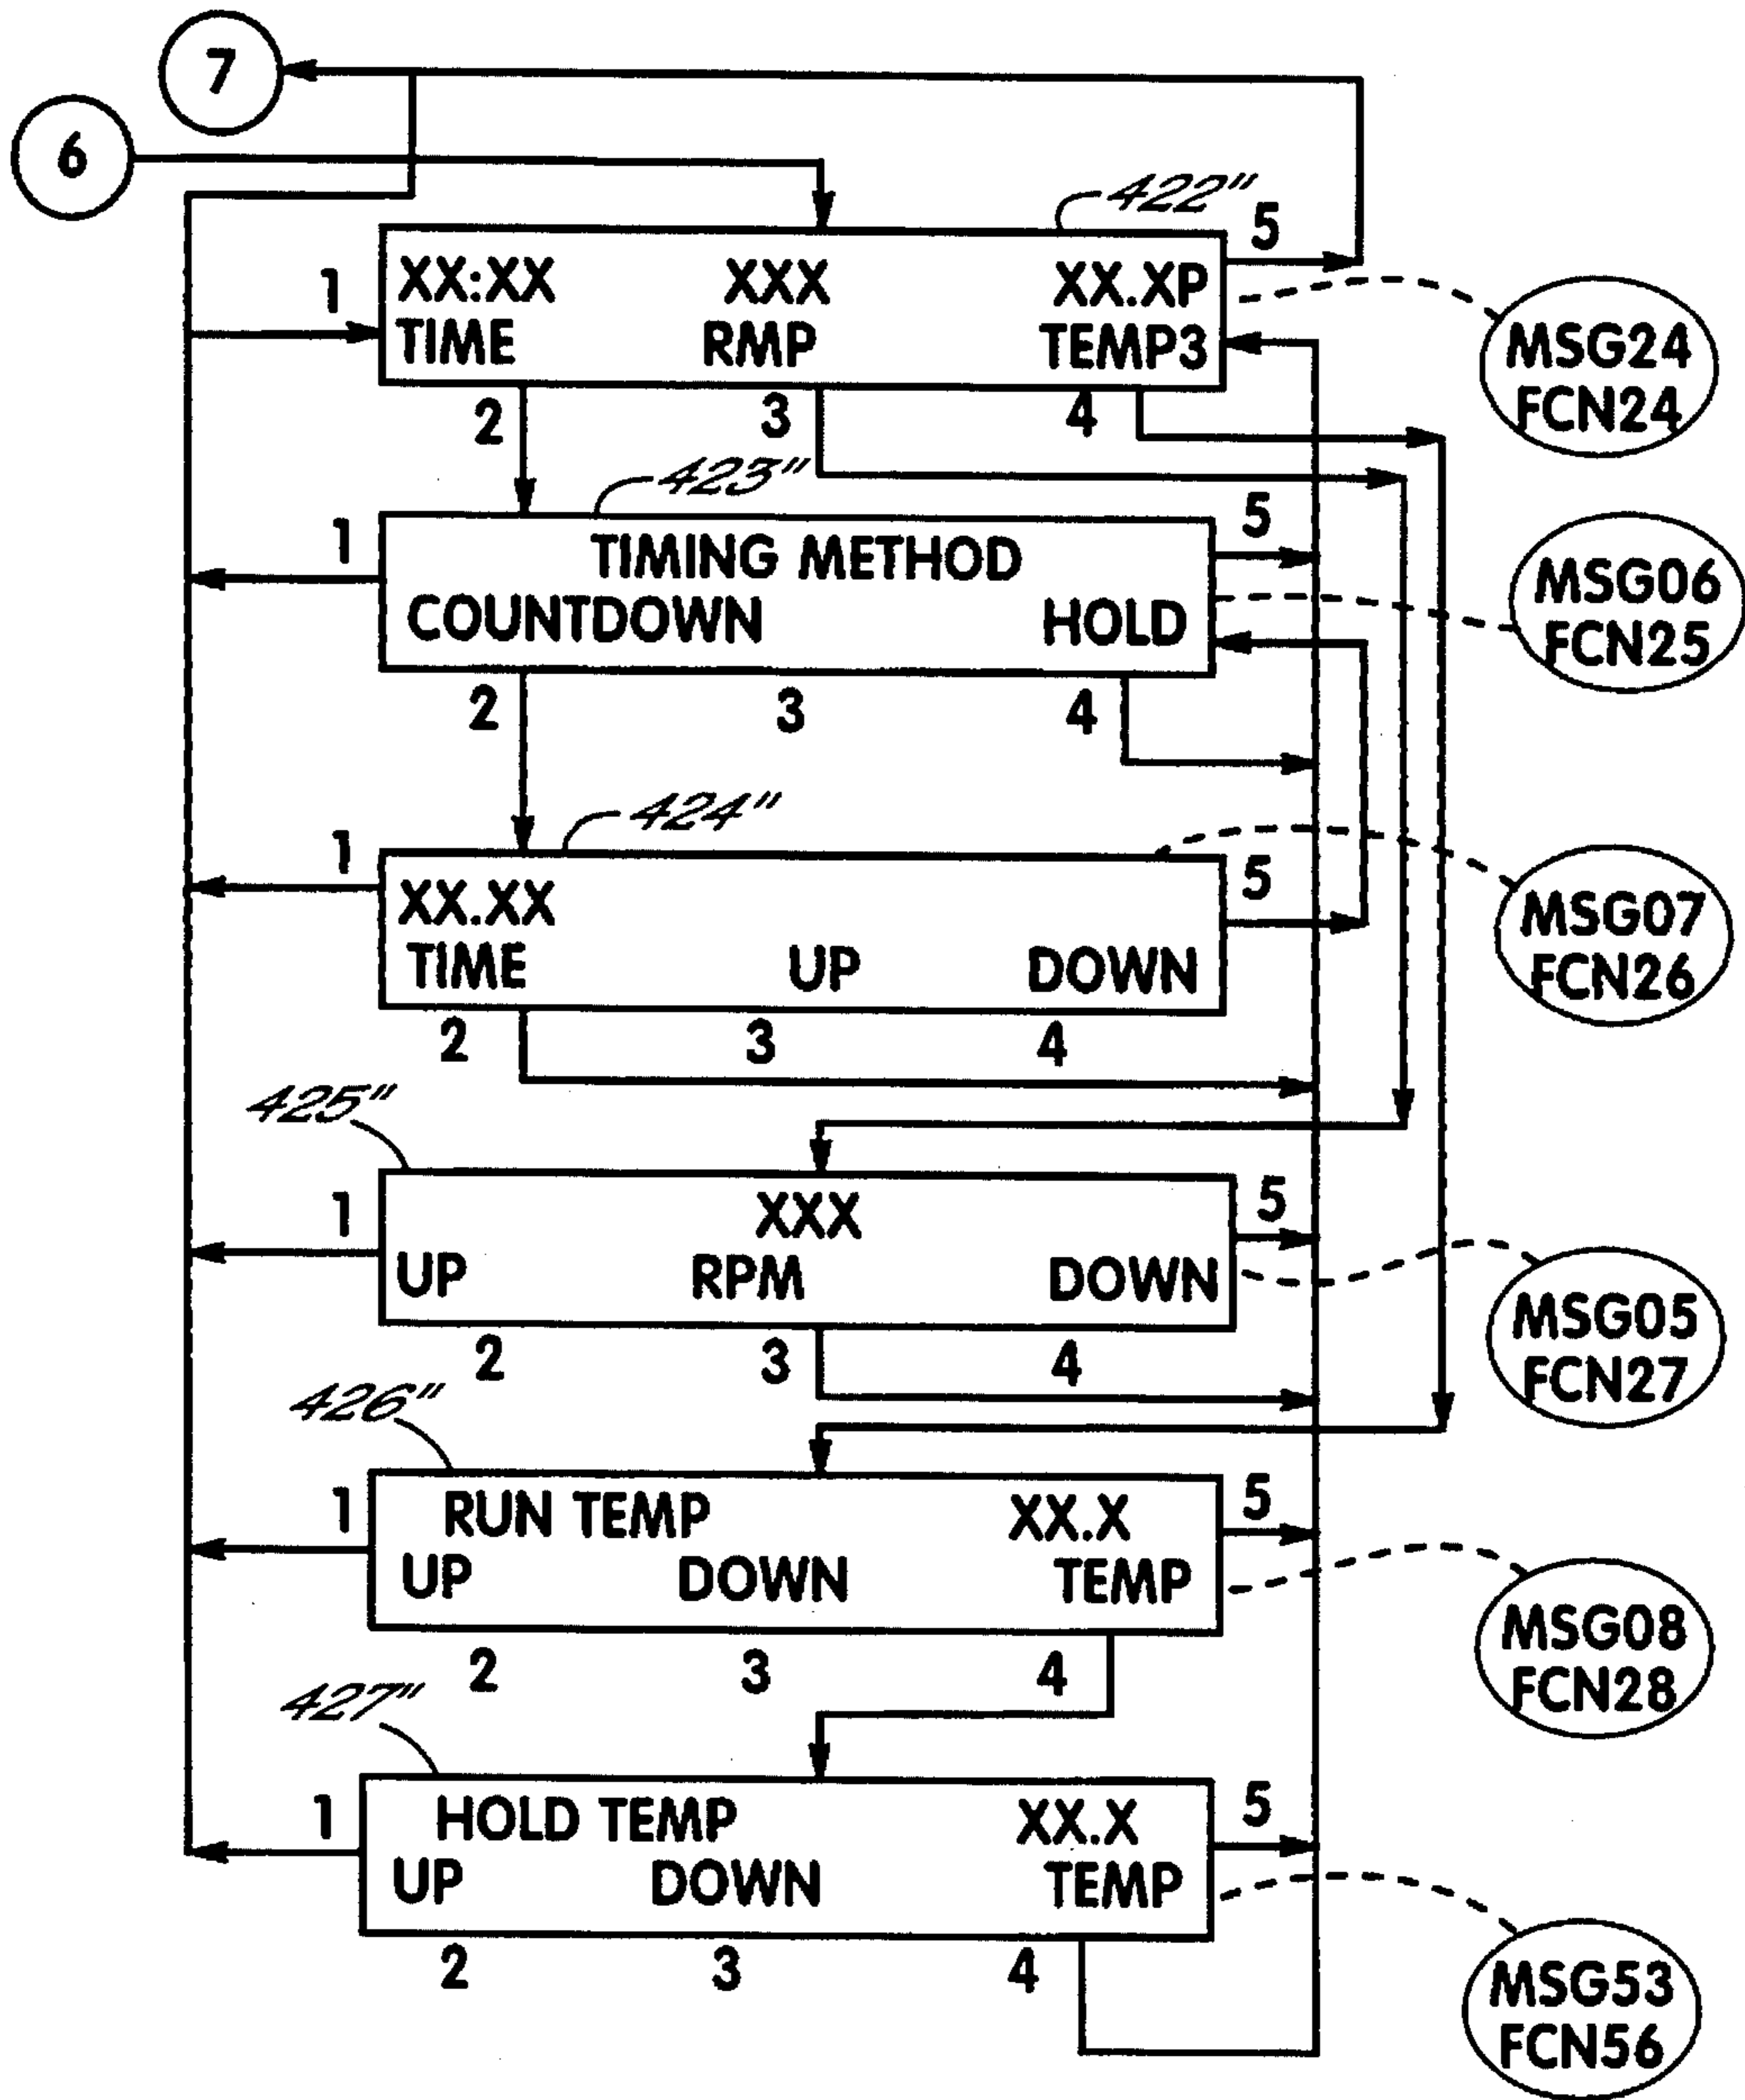 7
6
422"
5
1
XX:XX XXX XX.XP
TIME RMP TEMP3
MSG24
FCN24
2 3 4
423"
5
1
TIMING METHOD
COUNTDOWN HOLD
MSG06
FCN25
2 3 4
424"
1
5
XX.XX
TIME UP DOWN
MSG07
FCN26
2 3 4
425"
1
5
XXX
UP RPM DOWN
MSG05
FCN27
2 3 4
426"
1
5
RUN TEMP XX.X
UP DOWN TEMP
MSG08
FCN28
2 3 4
427"
1
5
HOLD TEMP XX.X
UP DOWN TEMP
MSG53
FCN56
2 3 4